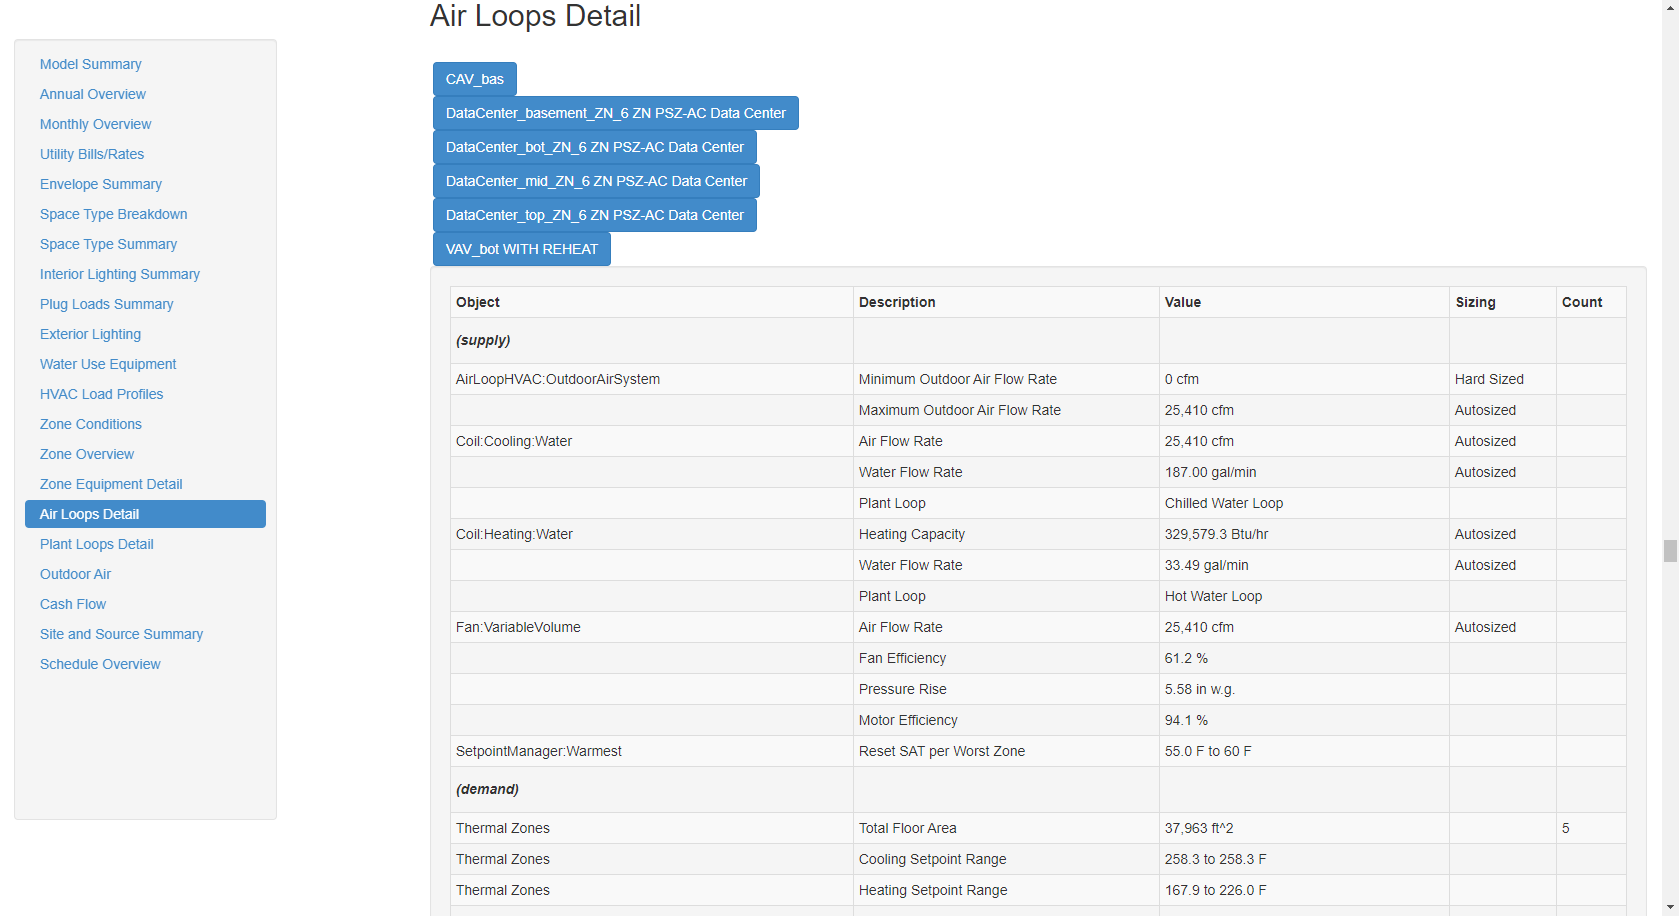 Air Loops Detail
Model Summary
Annual Overview
Monthly Overview
Utility Bills/Rates
Envelope Summary
Space Type Breakdown
Space Type Summary
Interior Lighting Summary
Plug Loads Summary
Exterior Lighting
Water Use Equipment
HVAC Load Profiles
Zone Conditions
Zone Overview
Zone Equipment Detail
Air Loops Detail
Plant Loops Detail
Outdoor Air
Cash Flow
Site and Source Summary
Schedule Overview
CAV_bas
DataCenter_basement_ZN_6 ZN PSZ-AC Data Center
DataCenter_bot_ZN_6 ZN PSZ-AC Data Center
DataCenter_mid_ZN_6 ZN PSZ-AC Data Center
DataCenter_top_ZN_6 ZN PSZ-AC Data Center
VAV_bot WITH REHEAT
Object Description Value Sizing Count
(supply)
AirLoopHVAC:OutdoorAirSystem Minimum Outdoor Air Flow Rate 0 cfm Hard Sized
Maximum Outdoor Air Flow Rate 25,410 cfm Autosized
Coil:Cooling:Water Air Flow Rate 25,410 cfm Autosized
Water Flow Rate 187.00 gal/min Autosized
Plant Loop Chilled Water Loop
Coil:Heating:Water Heating Capacity 329,579.3 Btu/hr Autosized
Water Flow Rate 33.49 gal/min Autosized
Plant Loop Hot Water Loop
Fan:VariableVolume Air Flow Rate 25,410 cfm Autosized
Fan Efficiency 61.2 %
Pressure Rise 5.58 in w.g.
Motor Efficiency 94.1 %
SetpointManager:Warmest Reset SAT per Worst Zone 55.0 F to 60 F
(demand)
Thermal Zones Total Floor Area 37,963 ft^2 5
Thermal Zones Cooling Setpoint Range 258.3 to 258.3 F
Thermal Zones Heating Setpoint Range 167.9 to 226.0 F